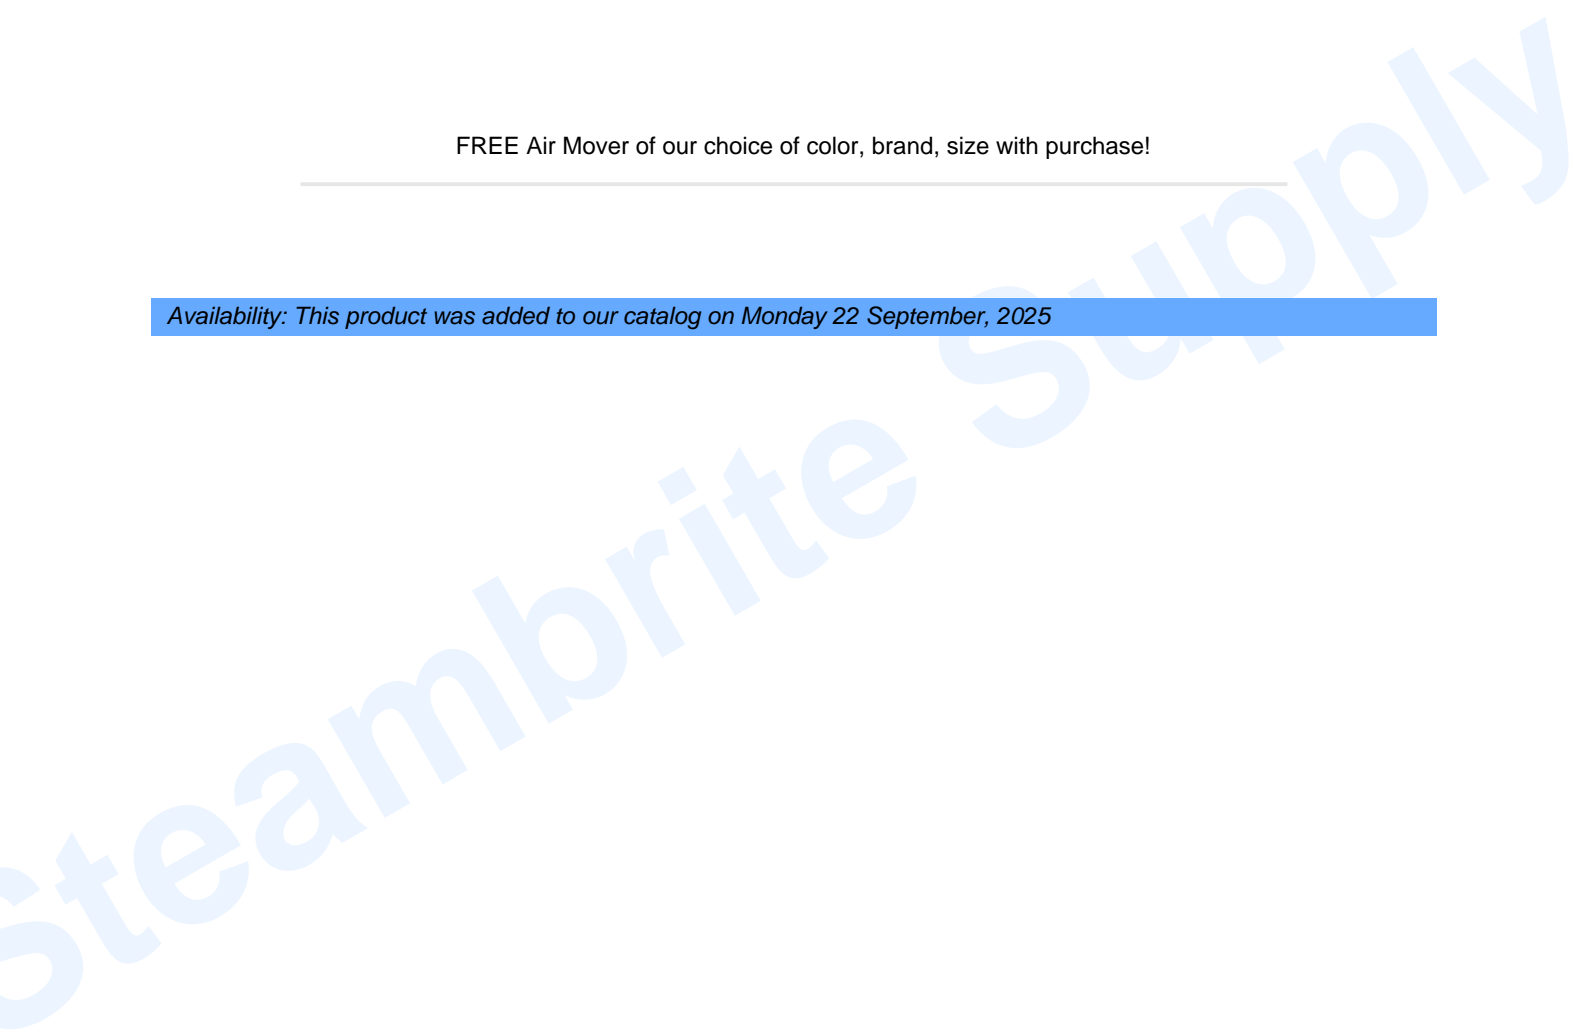 FREE Air Mover of our choice of color, brand, size with purchase!
Availability: This product was added to our catalog on Monday 22 September, 2025
Steambrite Supply